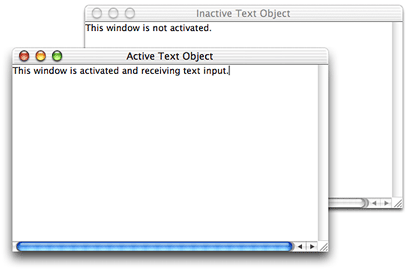 Inactive Text Object
This window is not activated.
Active Text Object
This window is activated and receiving text input.